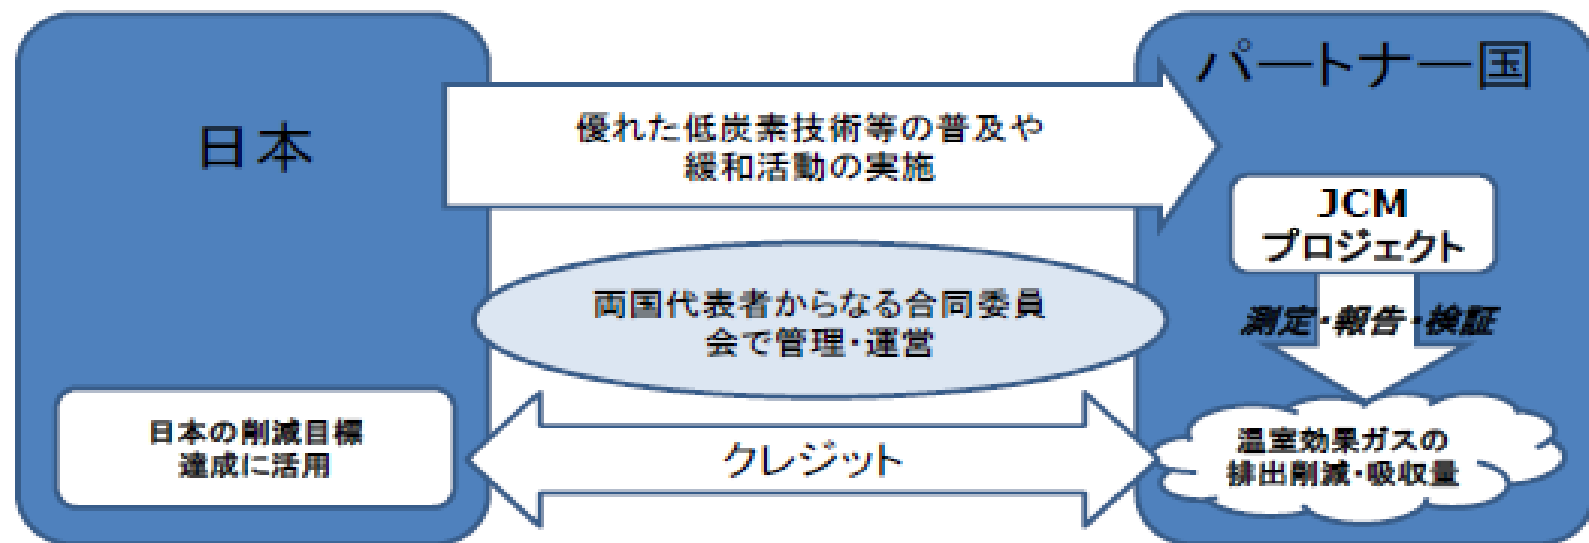 日本
パートナー国
優れた低炭素技術等の普及や
緩和活動の実施
JCM
プロジェクト
両国代表者からなる合同委員
会で管理・運営
測定・報告・検証
日本の削減目標
達成に活用
クレジット
温室効果ガスの
排出削減・吸収量